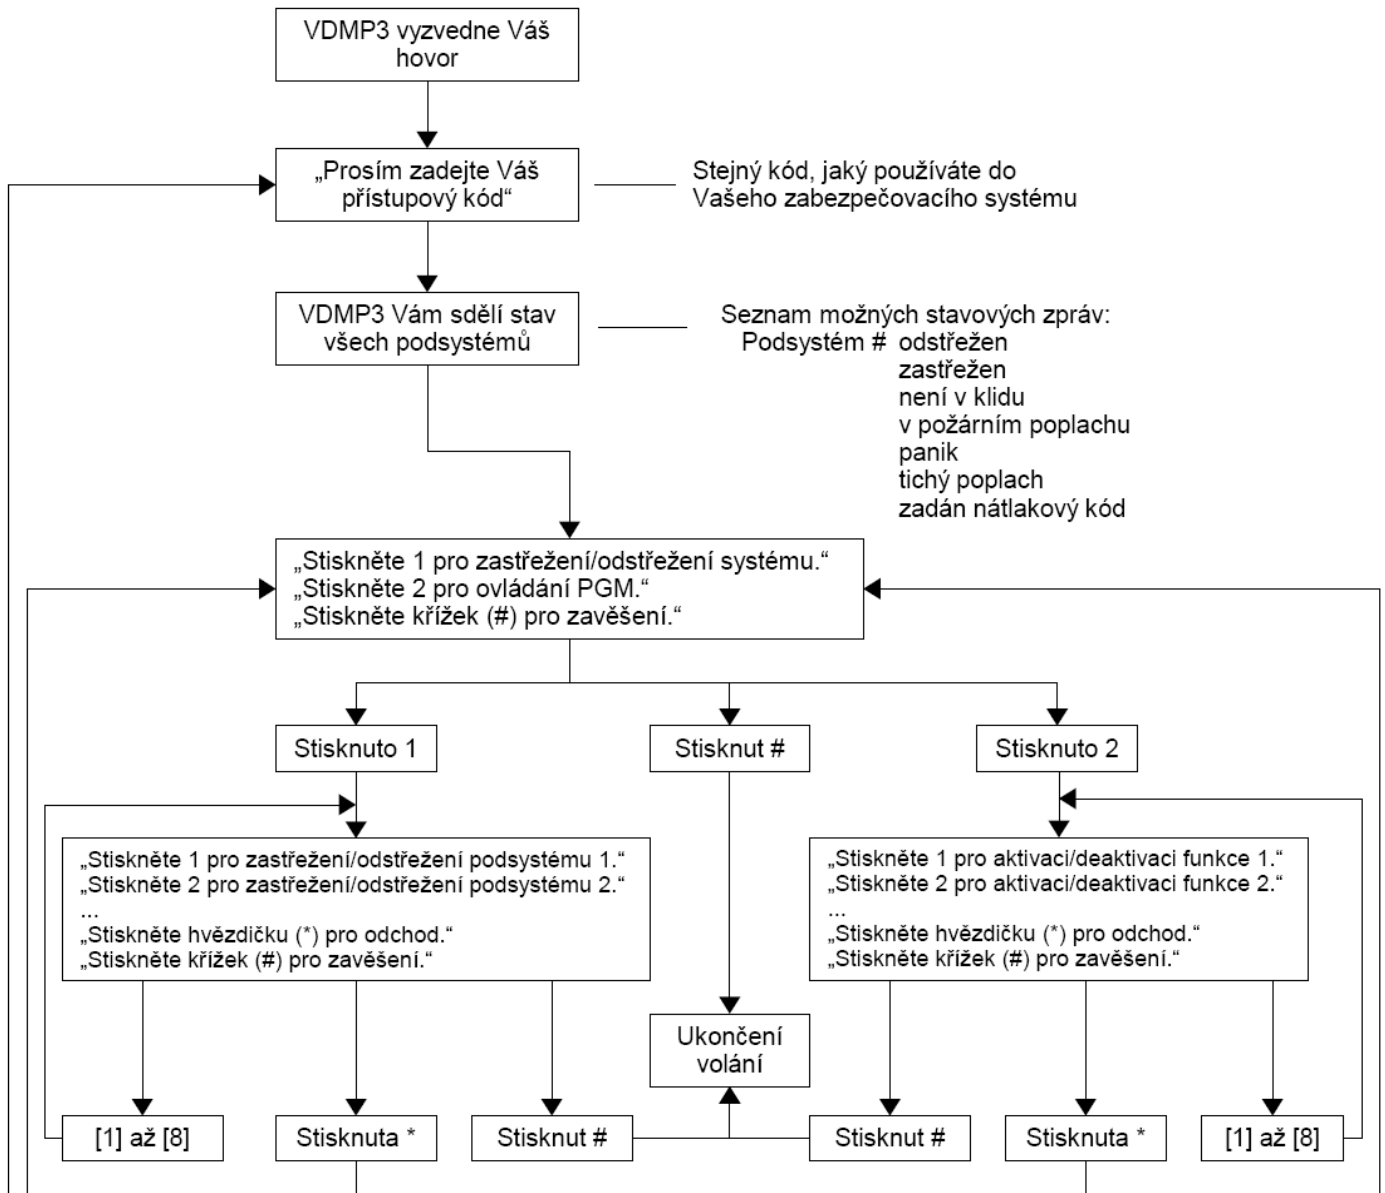 VDMP3 vyzvedne Váš
hovor
„Prosím zadejte Váš
přístupový kód“
Stejný kód, jaký používáte do
Vašeho zabezpečovacího systému
VDMP3 Vám sdělí stav
všech podsystémů
Seznam možných stavových zpráv:
Podsystém # odstřežen
zastřežen
není v klidu
v požárním poplachu
panik
tichý poplach
zadán nátlakový kód
„Stiskněte 1 pro zastřežení/odstřežení systému.“
„Stiskněte 2 pro ovládání PGM.“
„Stiskněte křížek (#) pro zavěšení.“
Stisknuto 1
Stisknut #
Stisknuto 2
„Stiskněte 1 pro zastřežení/odstřežení podsystému 1.“
„Stiskněte 2 pro zastřežení/odstřežení podsystému 2.“
...
„Stiskněte hvězdičku (*) pro odchod.“
„Stiskněte křížek (#) pro zavěšení.“
„Stiskněte 1 pro aktivaci/deaktivaci funkce 1.“
„Stiskněte 2 pro aktivaci/deaktivaci funkce 2.“
...
„Stiskněte hvězdičku (*) pro odchod.“
„Stiskněte křížek (#) pro zavěšení.“
Ukončení
volání
[1] až [8]
Stisknuta *
Stisknut #
Stisknut #
Stisknuta *
[1] až [8]